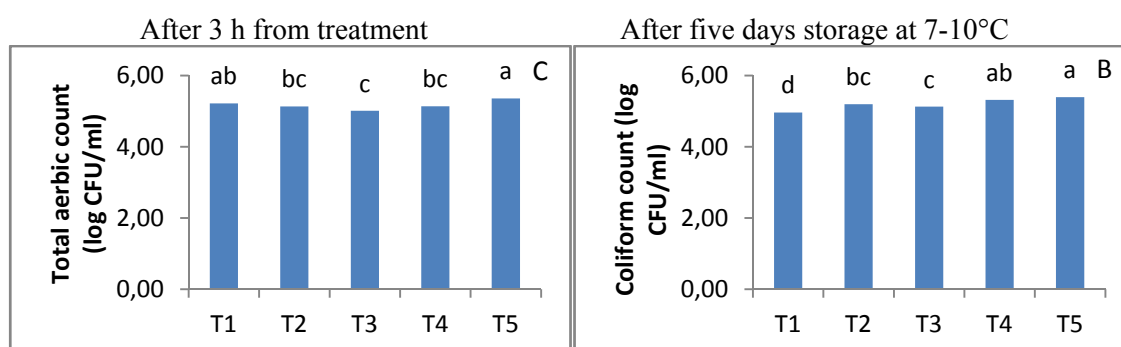 After 3 h from treatment
After five days storage at 7-10°C
Total aerbic count
(log CFU/ml)
6,00
4,00
2,00
0,00
ab
bc
c
bc
a
C
T1
T2
T3
T4
T5
Coliform count (log
CFU/ml)
6,00
4,00
2,00
0,00
d
bc
c
ab
a
B
T1
T2
T3
T4
T5